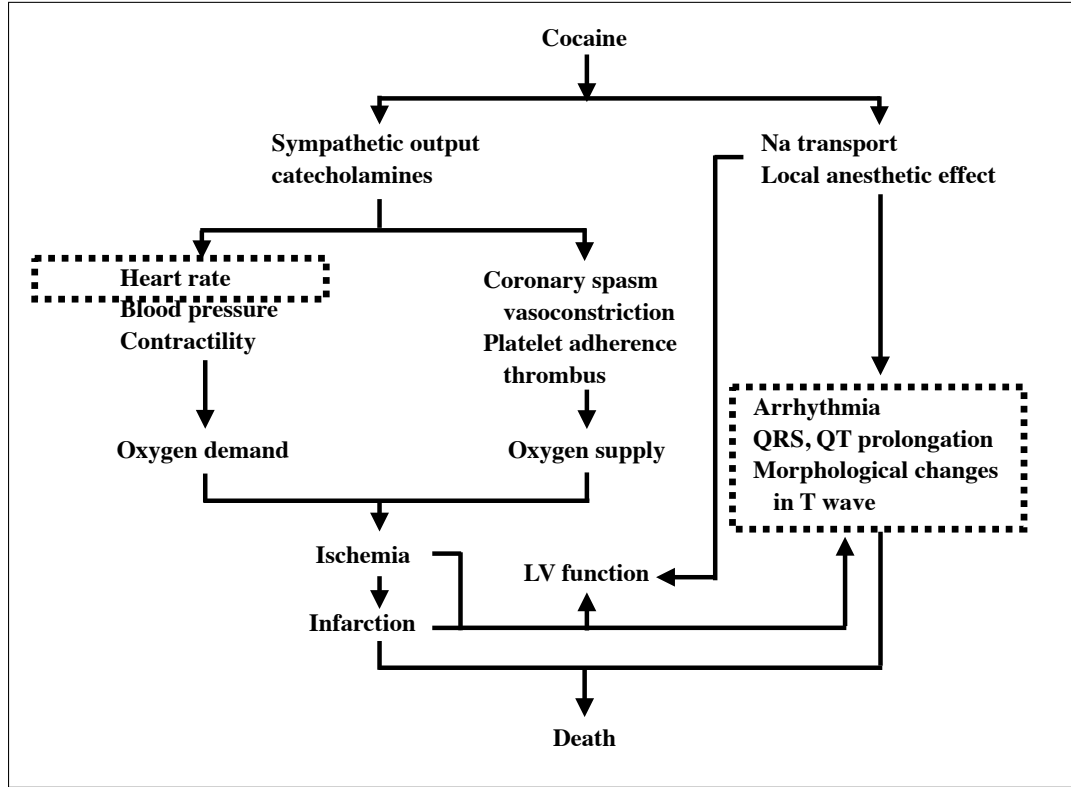 Cocaine
Sympathetic output
catecholamines
Na transport
Local anesthetic effect
Heart rate
Blood pressure
Contractility
Coronary spasm
vasoconstriction
Platelet adherence
thrombus
Arrhythmia
QRS, QT prolongation
Morphological changes
in T wave
Oxygen demand
Oxygen supply
Ischemia
LV function
Infarction
Death